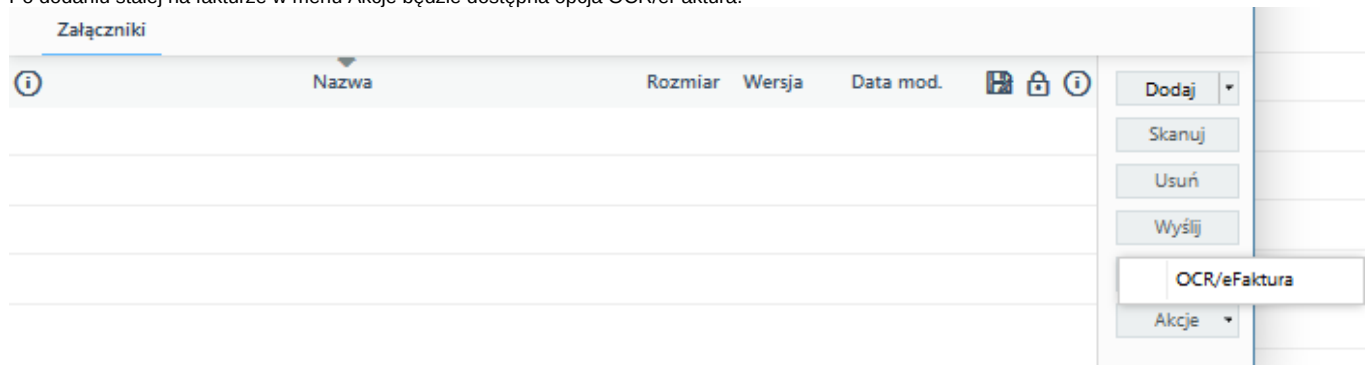 Po dodaniu stałej na fakturze w menu Akcje będzie dostępna opcja OCR/eFaktura:
Załączniki
Nazwa Rozmiar Wersja Data mod.
Dodaj
Skanuj
Usuń
Wyślij
OCR/eFaktura
Akcje